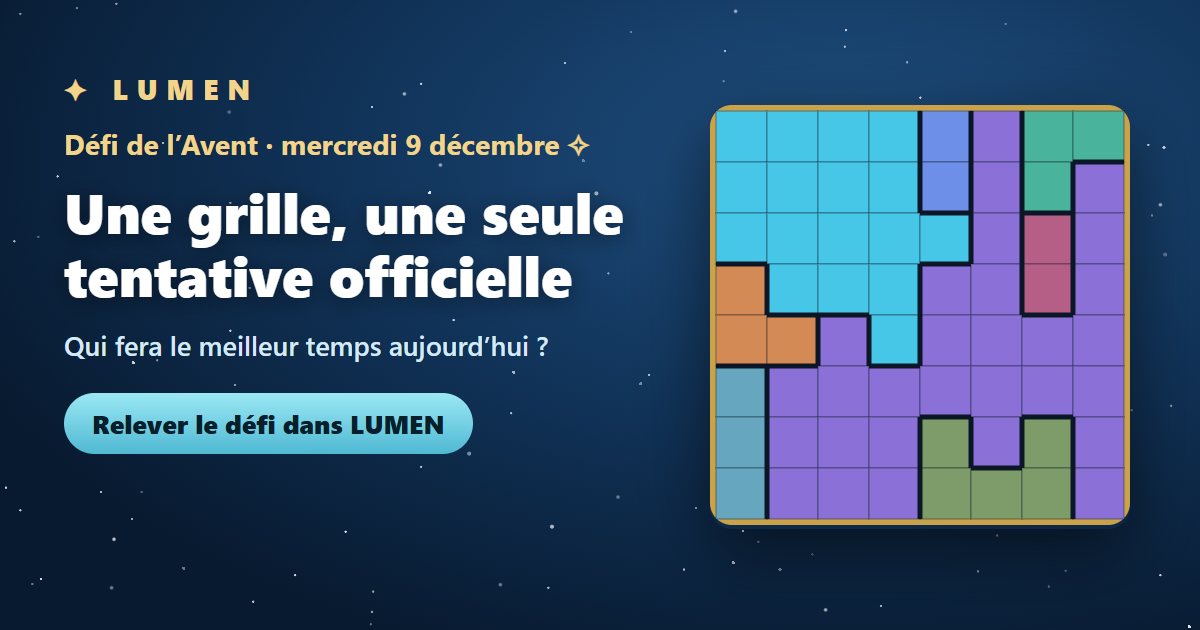 LUMEN
Défi de l’Avent · mercredi 9 décembre
Une grille, une seule
tentative officielle
Qui fera le meilleur temps aujourd’hui ?
Relever le défi dans LUMEN